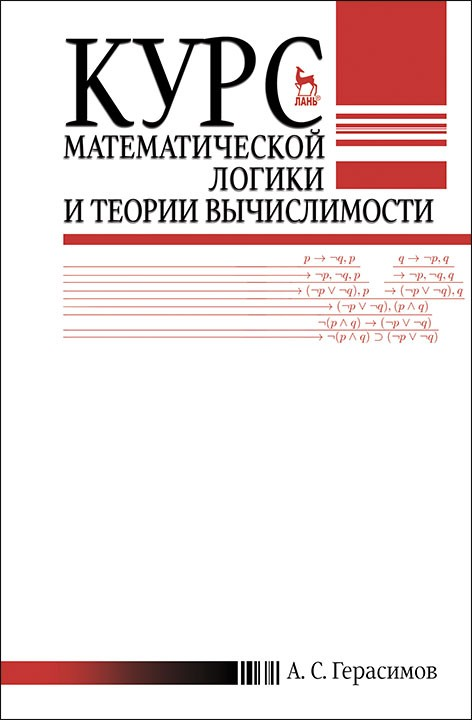 КУРС
ЛАНЬ®
МАТЕМАТИЧЕСКОЙ
ЛОГИКИ
И ТЕОРИИ ВЫЧИСЛИМОСТИ
p → ¬q, p q → ¬p, q
→ ¬p, ¬q, p → ¬p, ¬q, q
→ (¬p ∨ ¬q), p → (¬p ∨ ¬q), q
→ (¬p ∨ ¬q), (p ∧ q)
¬(p ∧ q) → (¬p ∨ ¬q)
→ ¬(p ∧ q) ⊃ (¬p ∨ ¬q)
А. С. Герасимов